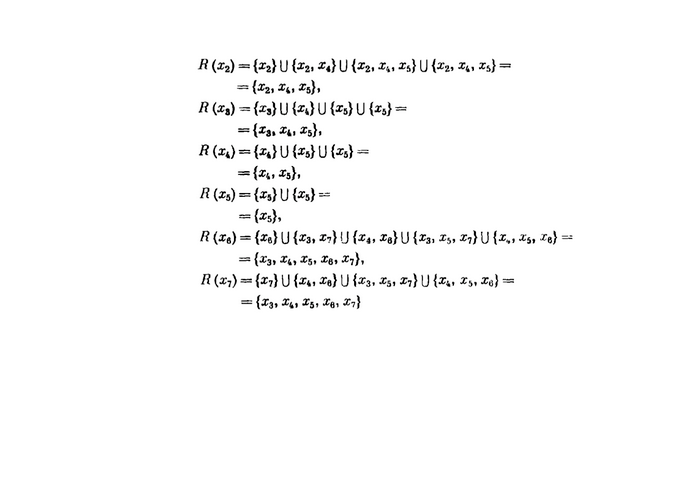 R (x₂) = {x₂} ⋃ {x₂, x₄} ⋃ {x₂, x₄, x₅} ⋃ {x₂, x₄, x₅} =
= {x₂, x₄, x₅},
R (x₃) = {x₃} ⋃ {x₄} ⋃ {x₅} ⋃ {x₅} =
= {x₃, x₄, x₅},
R (x₄) = {x₄} ⋃ {x₅} ⋃ {x₅} =
= {x₄, x₅},
R (x₅) = {x₅} ⋃ {x₅} =
= {x₅},
R (x₆) = {x₆} ⋃ {x₃, x₇} ⋃ {x₄, x₆} ⋃ {x₃, x₅, x₇} ⋃ {x₄, x₅, x₆} =
= {x₃, x₄, x₅, x₆, x₇},
R (x₇) = {x₇} ⋃ {x₄, x₆} ⋃ {x₃, x₅, x₇} ⋃ {x₄, x₅, x₆} =
= {x₃, x₄, x₅, x₆, x₇}